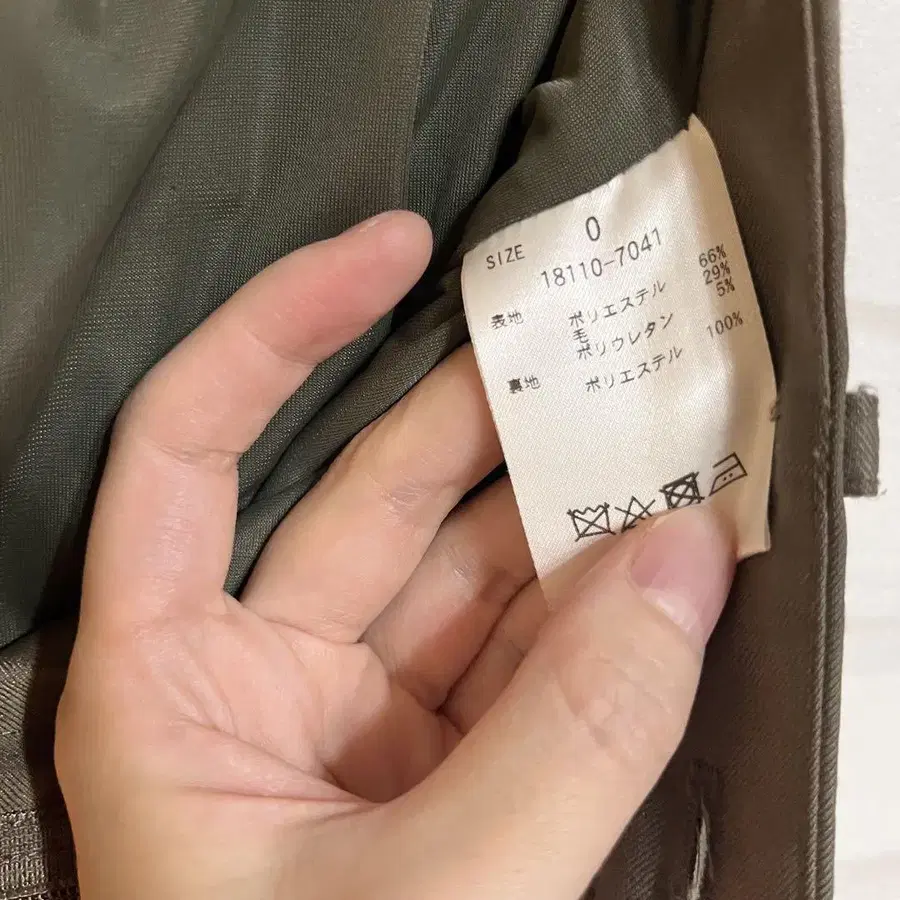 SIZE 0
18110-7041
表地 ポリエステル 66%
毛 29%
ポリウレタン 5%
裏地 ポリエステル 100%